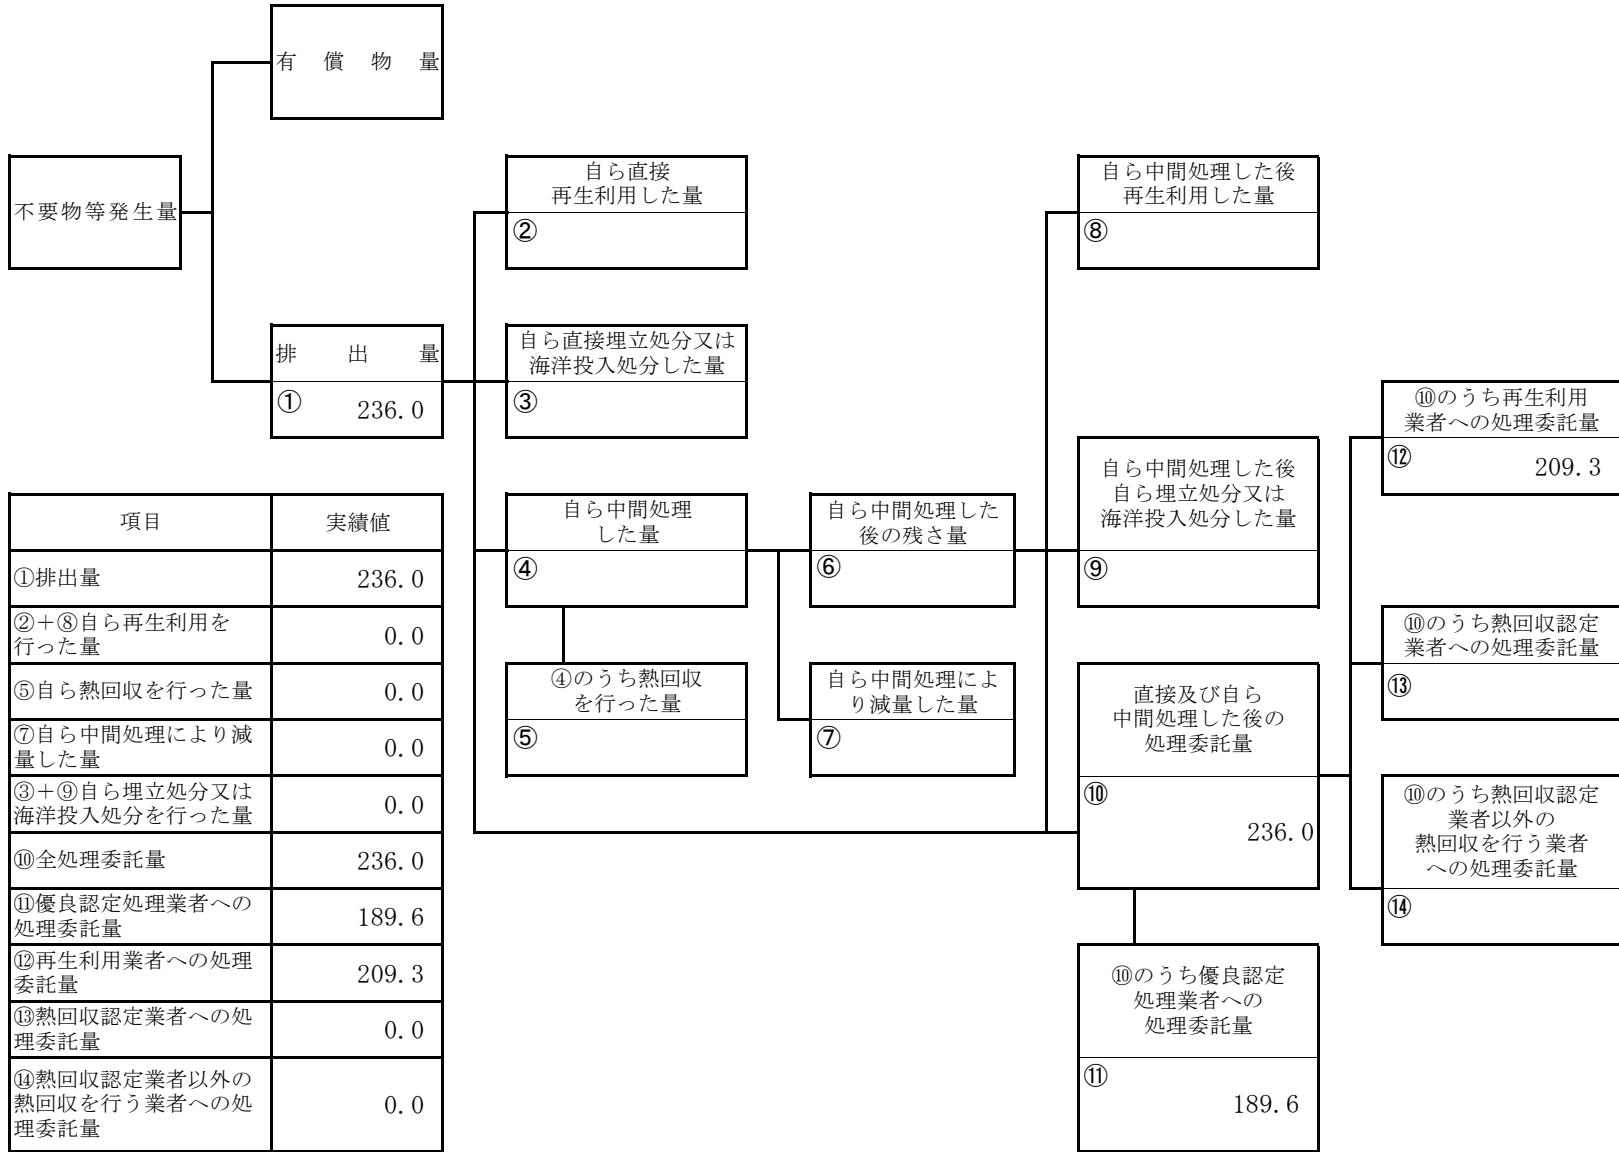 有償物量
不要物等発生量
排出量
① 236.0
自ら直接
再生利用した量
②
自ら直接埋立処分又は
海洋投入処分した量
③
自ら中間処理
した量
④
④のうち熱回収
を行った量
⑤
自ら中間処理した
後の残さ量
⑥
自ら中間処理によ
り減量した量
⑦
自ら中間処理した後
再生利用した量
⑧
自ら中間処理した後
自ら埋立処分又は
海洋投入処分した量
⑨
直接及び自ら
中間処理した後の
処理委託量
⑩
236.0
⑩のうち優良認定
処理業者への
処理委託量
⑪
189.6
⑩のうち再生利用
業者への処理委託量
⑫ 209.3
⑩のうち熱回収認定
業者への処理委託量
⑬
⑩のうち熱回収認定
業者以外の
熱回収を行う業者
への処理委託量
⑭
項目 実績値
①排出量 236.0
②＋⑧自ら再生利用を
行った量 0.0
⑤自ら熱回収を行った量 0.0
⑦自ら中間処理により減
量した量 0.0
③＋⑨自ら埋立処分又は
海洋投入処分を行った量 0.0
⑩全処理委託量 236.0
⑪優良認定処理業者への
処理委託量 189.6
⑫再生利用業者への処理
委託量 209.3
⑬熱回収認定業者への処
理委託量 0.0
⑭熱回収認定業者以外の
熱回収を行う業者への処
理委託量 0.0